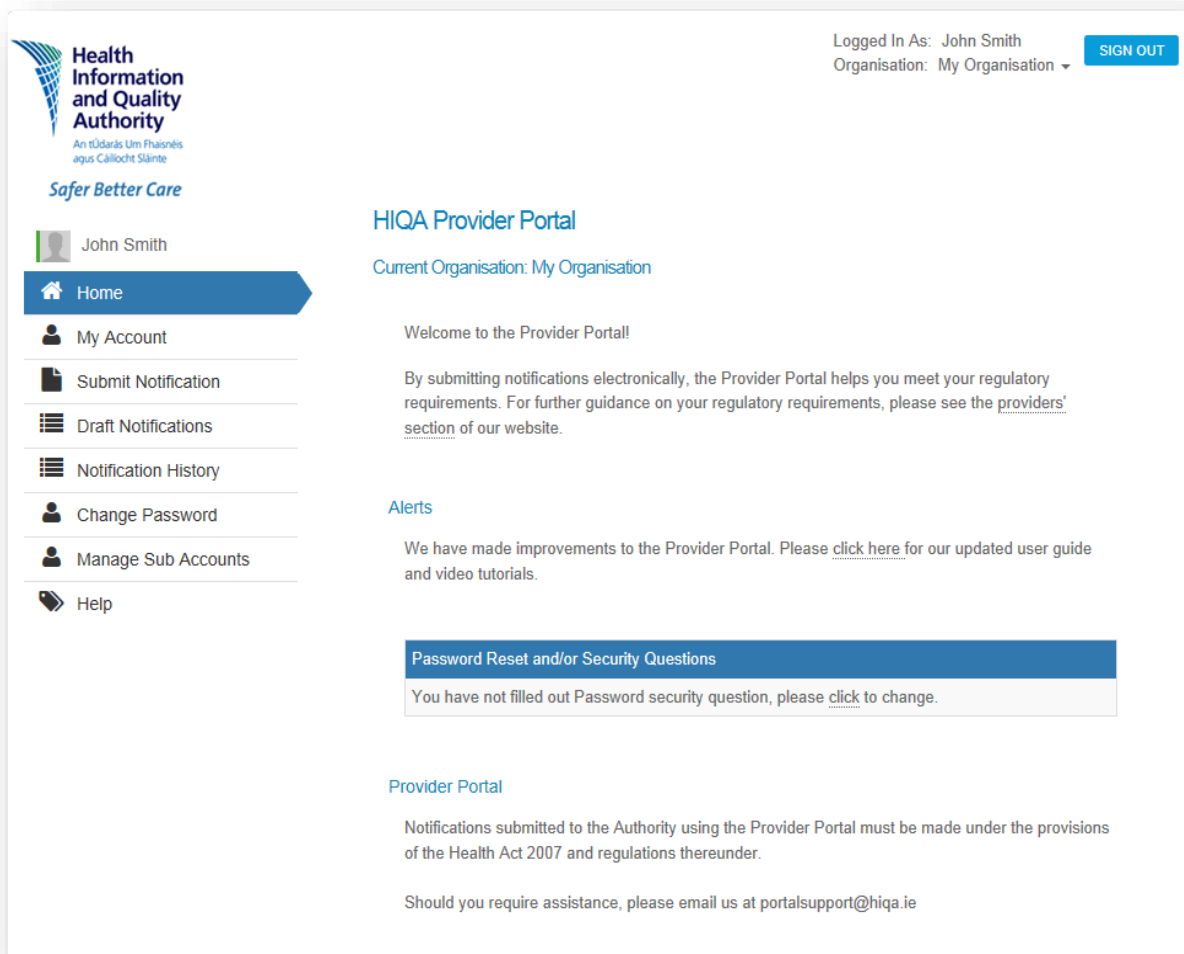 Health
Information
and Quality
Authority
An tÚdarás Um Fhaisnéis
agus Cáilíocht Sláinte
Safer Better Care
Logged In As: John Smith
Organisation: My Organisation
SIGN OUT
John Smith
Home
My Account
Submit Notification
Draft Notifications
Notification History
Change Password
Manage Sub Accounts
Help
HIQA Provider Portal
Current Organisation: My Organisation
Welcome to the Provider Portal!
By submitting notifications electronically, the Provider Portal helps you meet your regulatory
requirements. For further guidance on your regulatory requirements, please see the providers'
section of our website.
Alerts
We have made improvements to the Provider Portal. Please click here for our updated user guide
and video tutorials.
Password Reset and/or Security Questions
You have not filled out Password security question, please click to change.
Provider Portal
Notifications submitted to the Authority using the Provider Portal must be made under the provisions
of the Health Act 2007 and regulations thereunder.
Should you require assistance, please email us at portalsupport@hiqa.ie